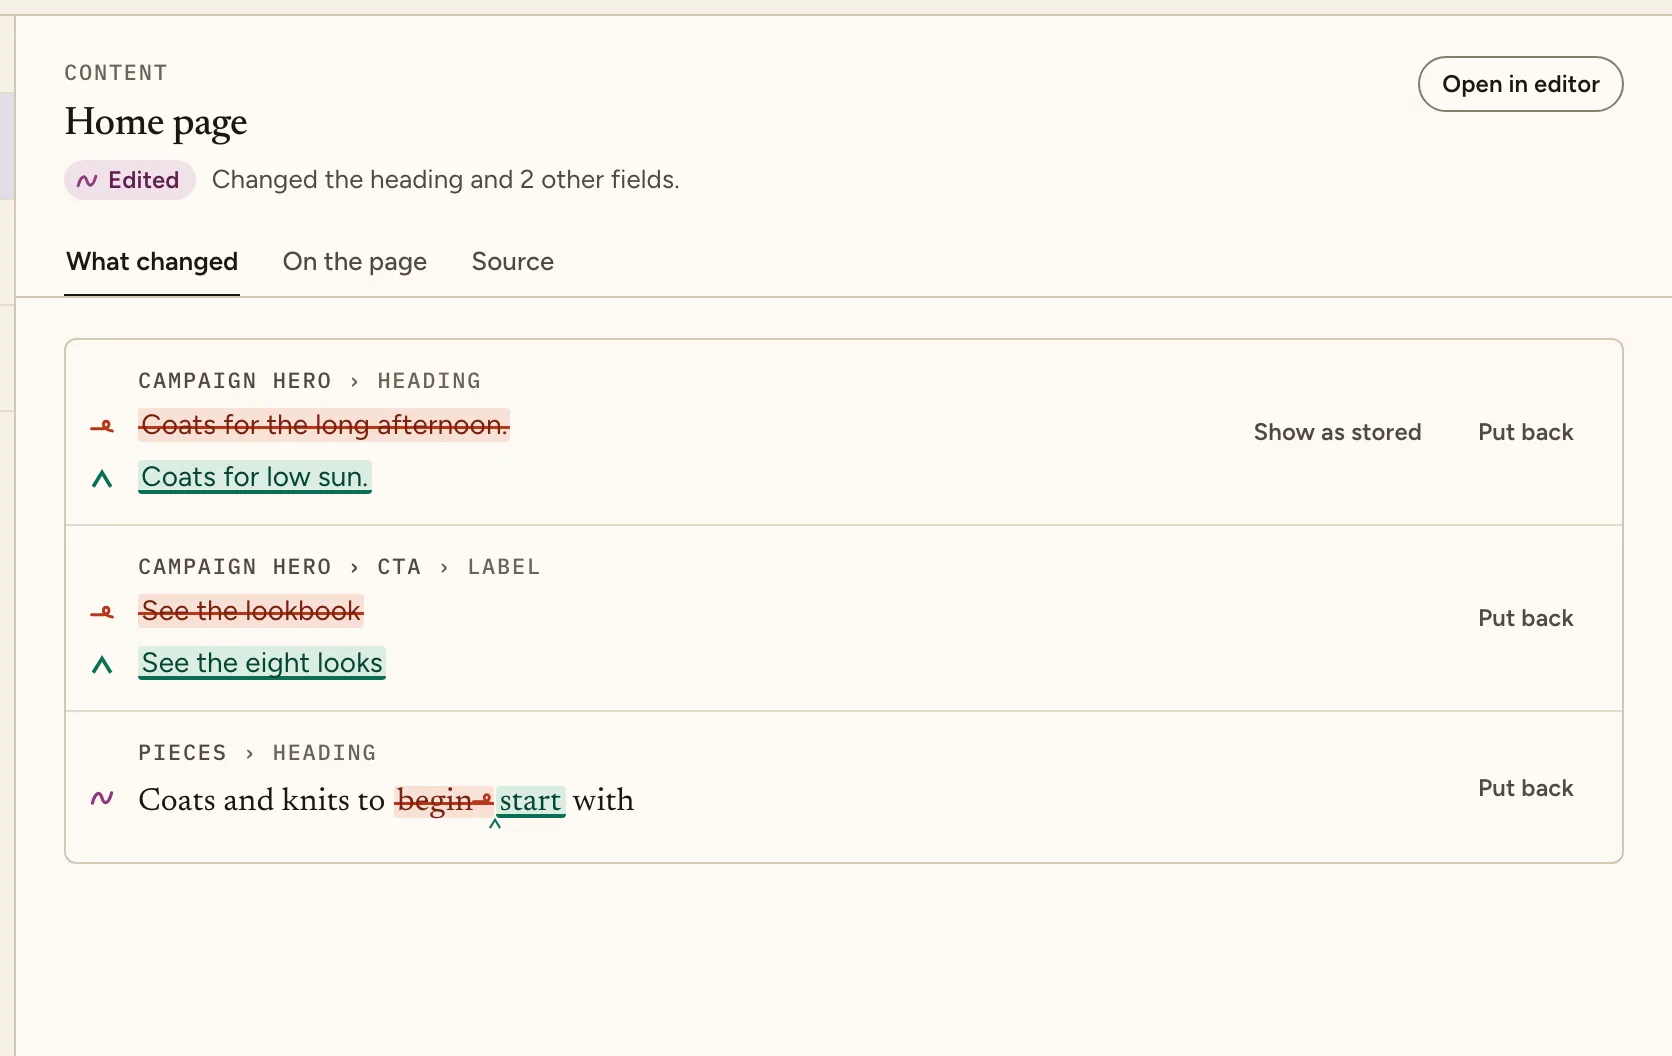 CONTENT
Home page
Open in editor
Edited Changed the heading and 2 other fields.
What changed On the page Source
CAMPAIGN HERO › HEADING
Coats for the long afternoon.
Coats for low sun.
Show as stored Put back
CAMPAIGN HERO › CTA › LABEL
See the lookbook
See the eight looks
Put back
PIECES › HEADING
Coats and knits to begin start with
Put back